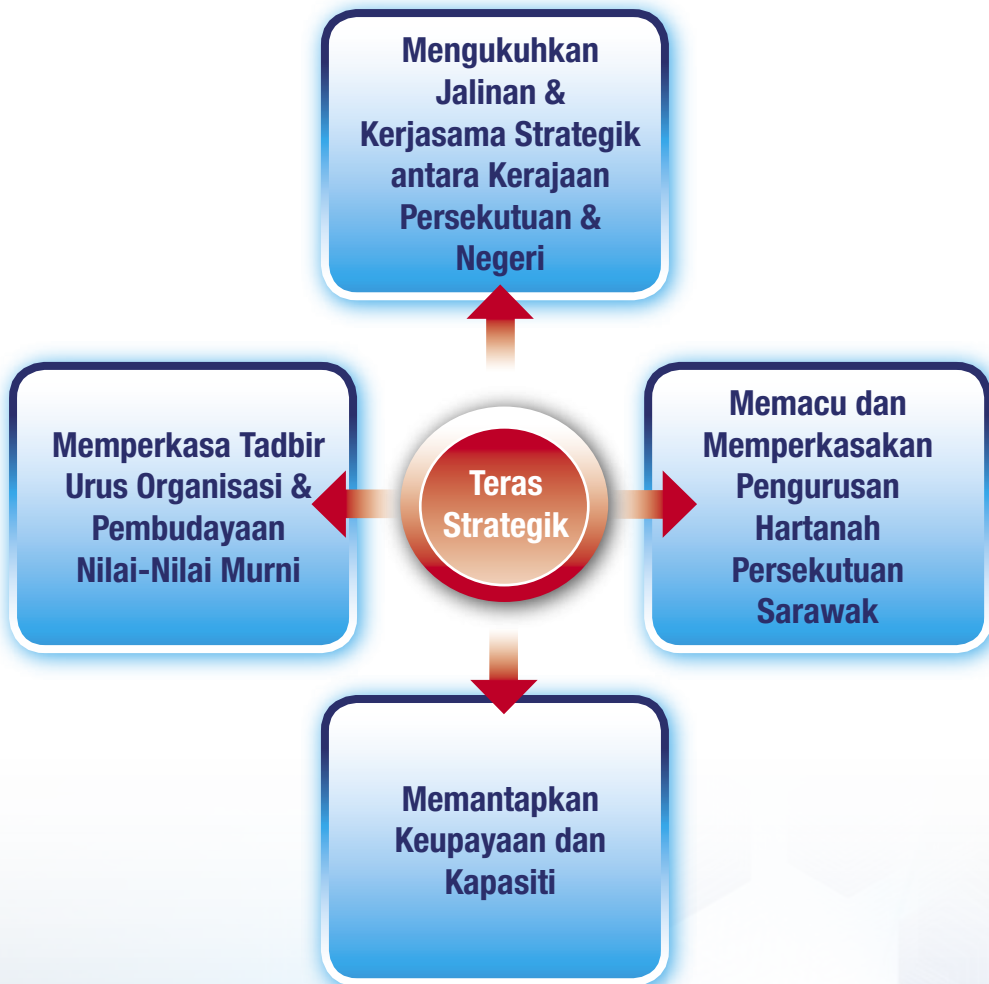 Mengukuhkan
Jalinan &
Kerjasama Strategik
antara Kerajaan
Persekutuan &
Negeri
Memperkasa Tadbir
Urus Organisasi &
Pembudayaan
Nilai-Nilai Murni
Teras
Strategik
Memacu dan
Memperkasakan
Pengurusan
Hartanah
Persekutuan
Sarawak
Memantapkan
Keupayaan dan
Kapasiti